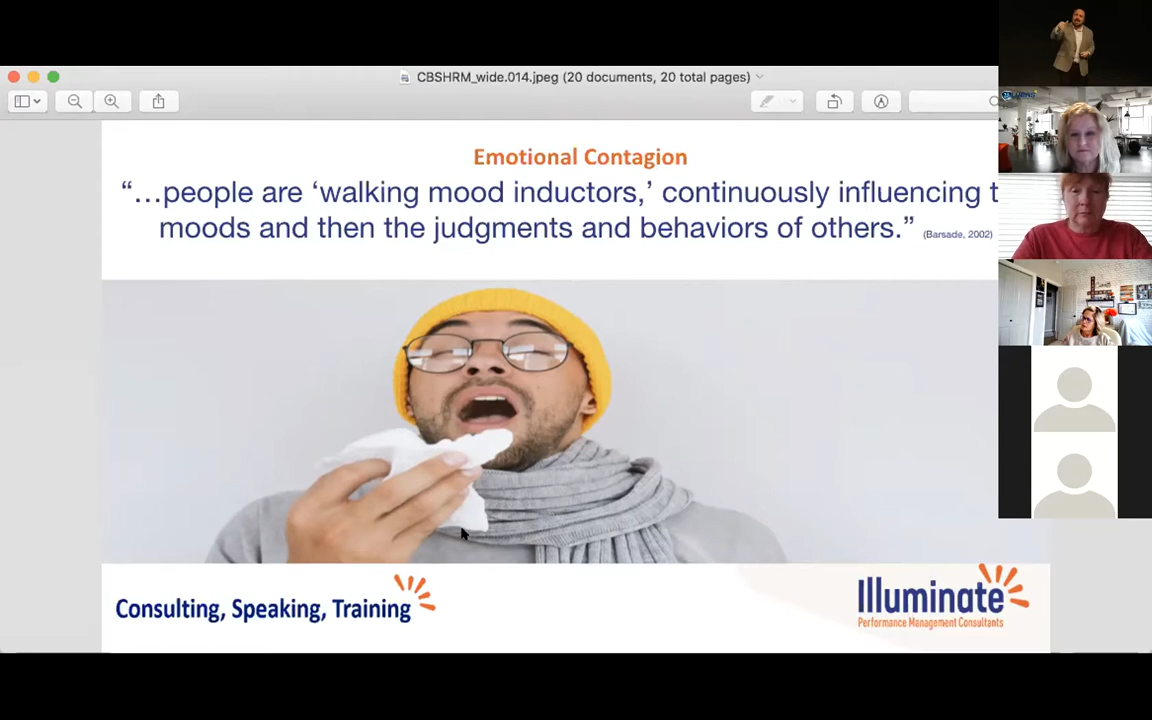 CBSHRM_wide.014.jpeg (20 documents, 20 total pages)
Emotional Contagion
“…people are ‘walking mood inductors,’ continuously influencing t
moods and then the judgments and behaviors of others.” (Barsade, 2002)
Consulting, Speaking, Training
Illuminate
Performance Management Consultants